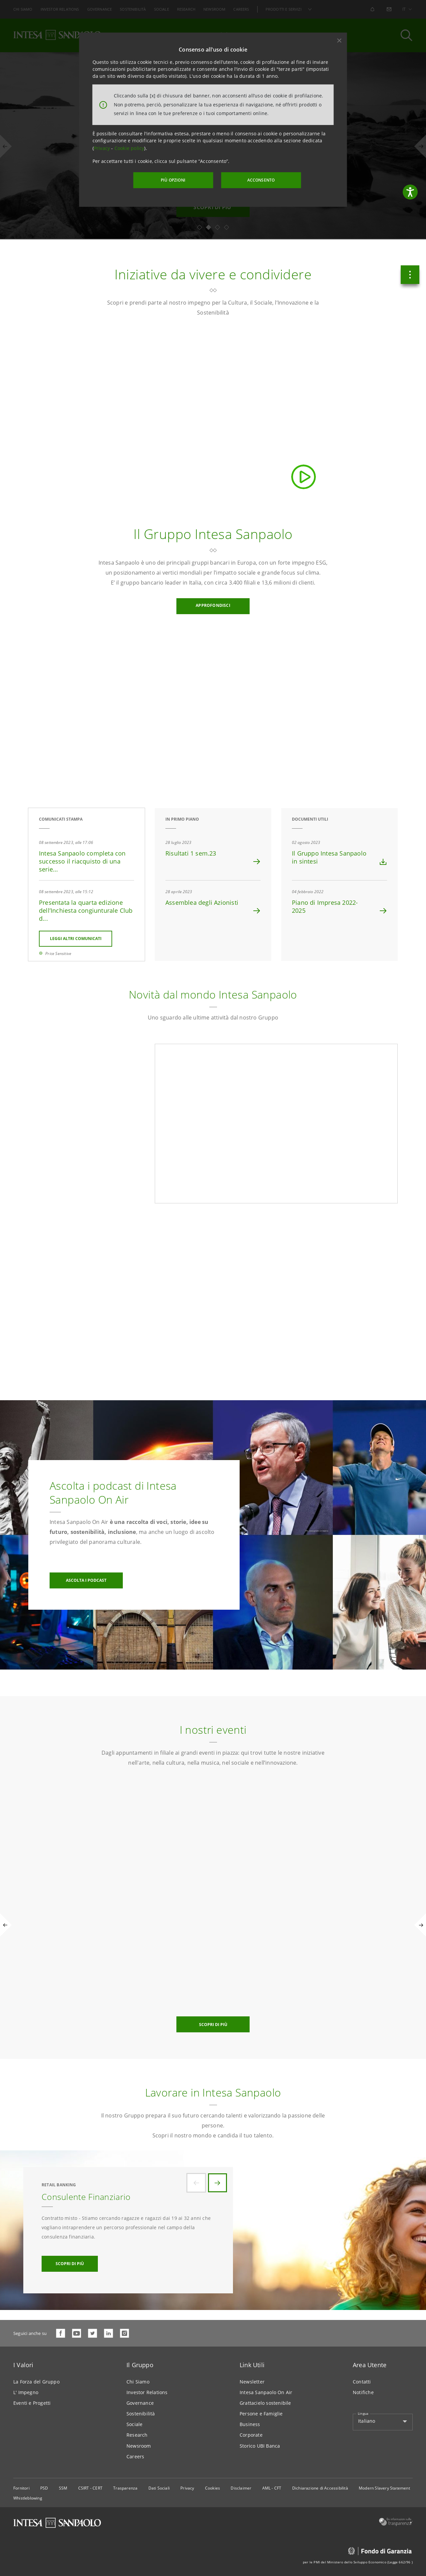 CHI SIAMO INVESTOR RELATIONS GOVERNANCE SOSTENIBILITÀ SOCIALE RESEARCH NEWSROOM CAREERS
INTESA SANPAOLO
Consenso all'uso di cookie
Questo sito utilizza cookie tecnici e, previo consenso dell'utente, cookie di profilazione al fine di inviare
comunicazioni pubblicitarie personalizzate e consente anche l'invio di cookie di "terze parti" (impostati
da un sito web diverso da quello visitato). L'uso dei cookie ha la durata di 1 anno.
Cliccando sulla [x] di chiusura del banner, non acconsenti all'uso dei cookie di profilazione.
Non potremo, perciò, personalizzare la tua esperienza di navigazione, né offrirti prodotti o
servizi in linea con le tue preferenze o i tuoi comportamenti online.
È possibile consultare l'Informativa estesa, prestare o meno il consenso ai cookie o personalizzarne la
configurazione e modificare le proprie scelte in qualsiasi momento accedendo alla sezione dedicata
(Privacy e Cookie policy).
Per accettare tutti i cookie, clicca sul pulsante "Acconsento".
PIÙ OPZIONI
ACCONSENTO
SCOPRI DI PIÙ
Iniziative da vivere e condividere
Scopri e prendi parte al nostro impegno per la Cultura, il Sociale, l'Innovazione e la
Sostenibilità
Il Gruppo Intesa Sanpaolo
Intesa Sanpaolo è uno dei principali gruppi bancari in Europa, con un forte impegno ESG,
un posizionamento ai vertici mondiali per l'impatto sociale e grande focus sul clima.
E' il gruppo bancario leader in Italia, con circa 3.400 filiali e 13,6 milioni di clienti.
APPROFONDISCI
COMUNICATI STAMPA
08 settembre 2023, alle 17:06
Intesa Sanpaolo completa con
successo il riacquisto di una
serie...
08 settembre 2023, alle 15:12
Presentata la quarta edizione
dell'Inchiesta congiunturale Club
d...
LEGGI ALTRI COMUNICATI
Price Sensitive
IN PRIMO PIANO
28 luglio 2023
Risultati 1 sem.23
28 aprile 2023
Assemblea degli Azionisti
DOCUMENTI UTILI
02 agosto 2023
Il Gruppo Intesa Sanpaolo
in sintesi
04 febbraio 2022
Piano di Impresa 2022-
2025
Novità dal mondo Intesa Sanpaolo
Uno sguardo alle ultime attività dal nostro Gruppo
Ascolta i podcast di Intesa
Sanpaolo On Air
Intesa Sanpaolo On Air è una raccolta di voci, storie, idee su
futuro, sostenibilità, inclusione, ma anche un luogo di ascolto
privilegiato del panorama culturale.
ASCOLTA I PODCAST
I nostri eventi
Dagli appuntamenti in filiale ai grandi eventi in piazza: qui trovi tutte le nostre iniziative
nell'arte, nella cultura, nella musica, nel sociale e nell'innovazione.
SCOPRI DI PIÙ
Lavorare in Intesa Sanpaolo
Il nostro Gruppo prepara il suo futuro cercando talenti e valorizzando la passione delle
persone.
Scopri il nostro mondo e candida il tuo talento.
RETAIL BANKING
Consulente Finanziario
Contratto misto - Stiamo cercando ragazze e ragazzi dai 19 ai 32 anni che
vogliano intraprendere un percorso professionale nel campo della
consulenza finanziaria.
SCOPRI DI PIÙ
Seguici anche su
I Valori
La Forza del Gruppo
L' Impegno
Eventi e Progetti
Il Gruppo
Chi Siamo
Investor Relations
Governance
Sostenibilità
Sociale
Research
Newsroom
Careers
Link Utili
Newsletter
Intesa Sanpaolo On Air
Grattacielo sostenibile
Persone e Famiglie
Business
Corporate
Storico UBI Banca
Area Utente
Contatti
Notifiche
Lingua
Italiano
Fornitori PSD SSM CSIRT - CERT Trasparenza Dati Sociali Privacy Cookies Disclaimer AML - CFT Dichiarazione di Accessibilità Modern Slavery Statement
Whistleblowing
INTESA SANPAOLO
Fondo di Garanzia
per le PMI del Ministero dello Sviluppo Economico (Legge 662/96 )